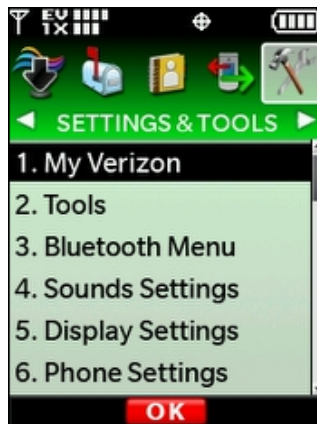 EV
1X
SETTINGS & TOOLS
1. My Verizon
2. Tools
3. Bluetooth Menu
4. Sounds Settings
5. Display Settings
6. Phone Settings
OK